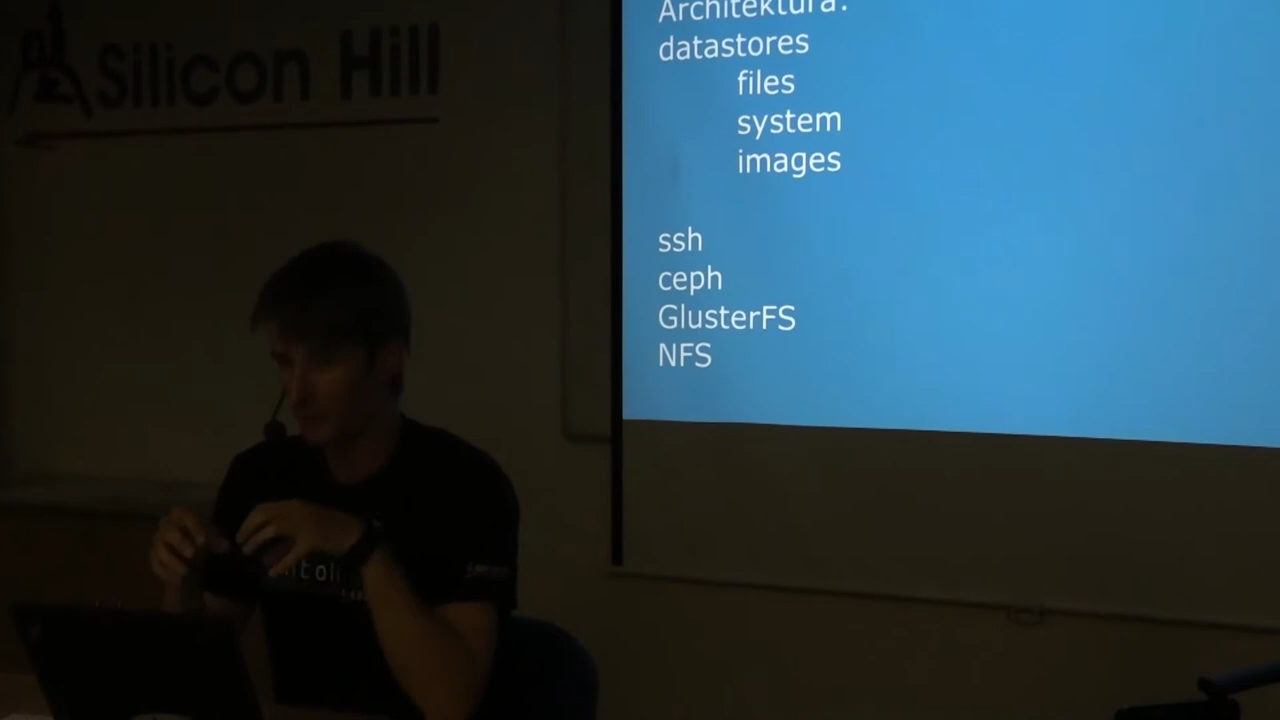 Silicon Hill
Architektura:
datastores
files
system
images
ssh
ceph
GlusterFS
NFS